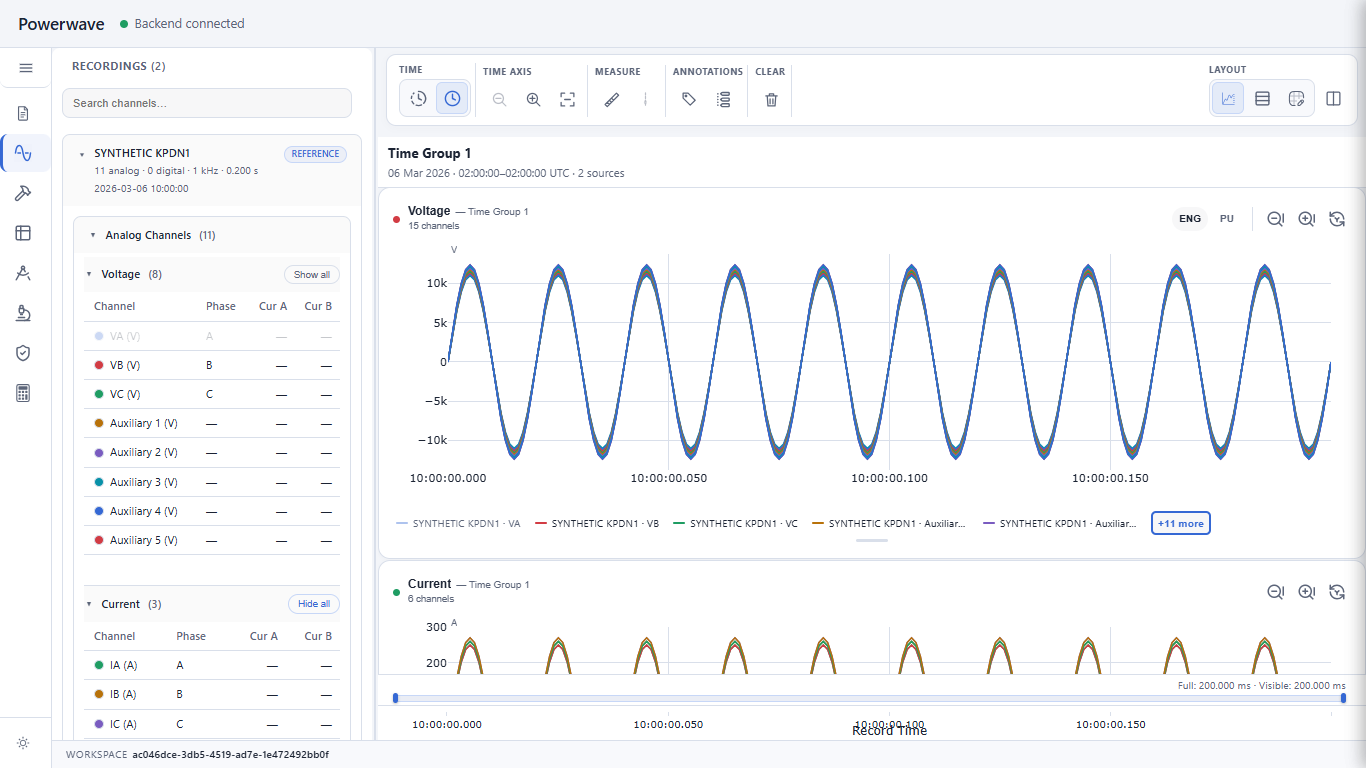 Powerwave
Backend connected
RECORDINGS (2)
Search channels...
SYNTHETIC KPDN1
REFERENCE
11 analog · 0 digital · 1 kHz · 0.200 s
2026-03-06 10:00:00
Analog Channels (11)
Voltage (8)
Show all
Channel Phase Cur A Cur B
VA (V) A — —
VB (V) B — —
VC (V) C — —
Auxiliary 1 (V) — — —
Auxiliary 2 (V) — — —
Auxiliary 3 (V) — — —
Auxiliary 4 (V) — — —
Auxiliary 5 (V) — — —
Current (3)
Hide all
Channel Phase Cur A Cur B
IA (A) A — —
IB (A) B — —
IC (A) C — —
TIME
TIME AXIS
MEASURE
ANNOTATIONS
CLEAR
LAYOUT
Time Group 1
06 Mar 2026 · 02:00:00–02:00:00 UTC · 2 sources
Voltage — Time Group 1
15 channels
ENG PU
V
10k
5k
0
−5k
−10k
10:00:00.000 10:00:00.050 10:00:00.100 10:00:00.150
SYNTHETIC KPDN1 · VA SYNTHETIC KPDN1 · VB SYNTHETIC KPDN1 · VC SYNTHETIC KPDN1 · Auxiliar... SYNTHETIC KPDN1 · Auxiliar... +11 more
Current — Time Group 1
6 channels
300 A
200
Full: 200.000 ms · Visible: 200.000 ms
10:00:00.000 10:00:00.050 10:00:00.100 10:00:00.150
Record Time
WORKSPACE ac046dce-3db5-4519-ad7e-1e472492bb0f